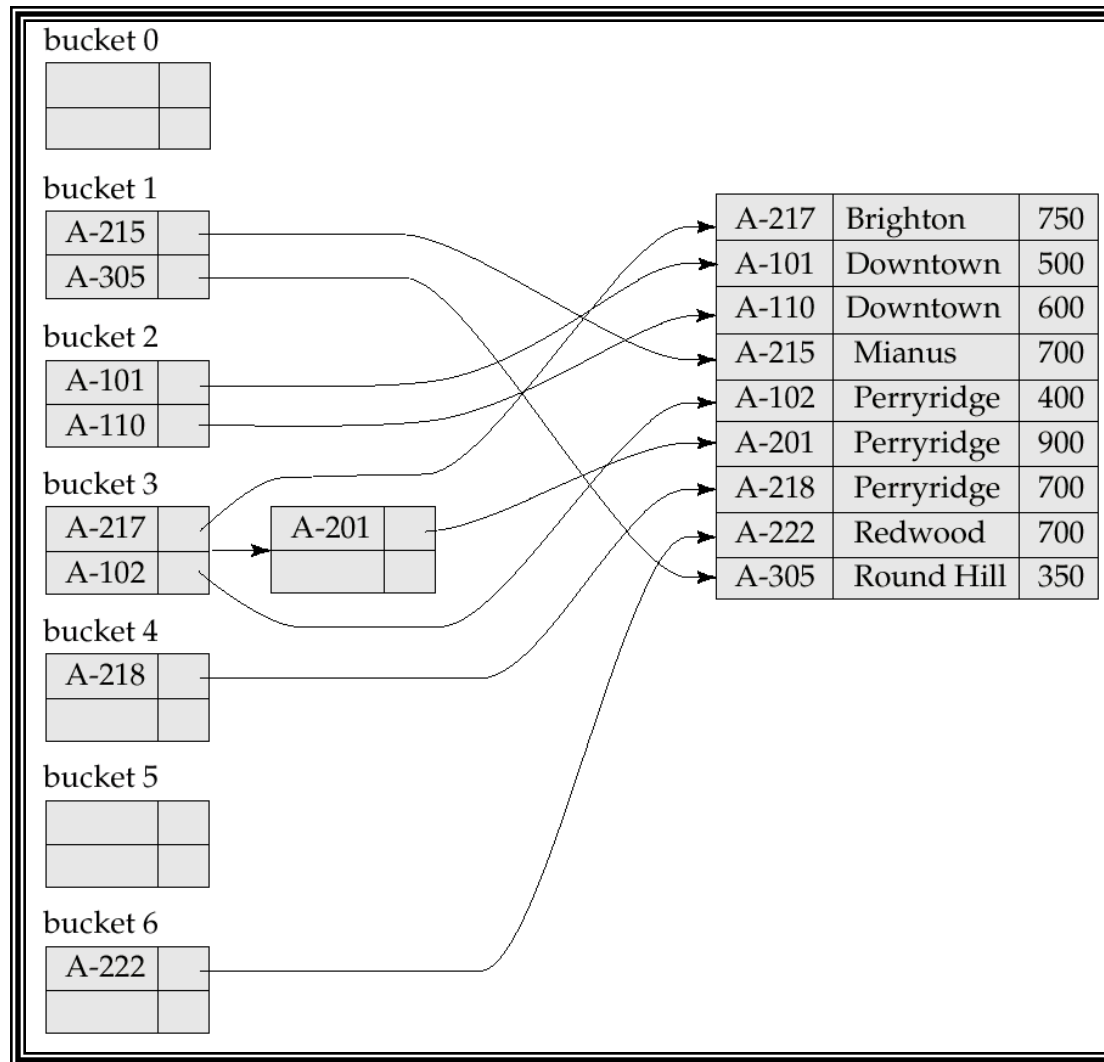 bucket 0
bucket 1
A-215
A-305
bucket 2
A-101
A-110
bucket 3
A-217
A-102
A-201
bucket 4
A-218
bucket 5
bucket 6
A-222
A-217 Brighton 750
A-101 Downtown 500
A-110 Downtown 600
A-215 Mianus 700
A-102 Perryridge 400
A-201 Perryridge 900
A-218 Perryridge 700
A-222 Redwood 700
A-305 Round Hill 350